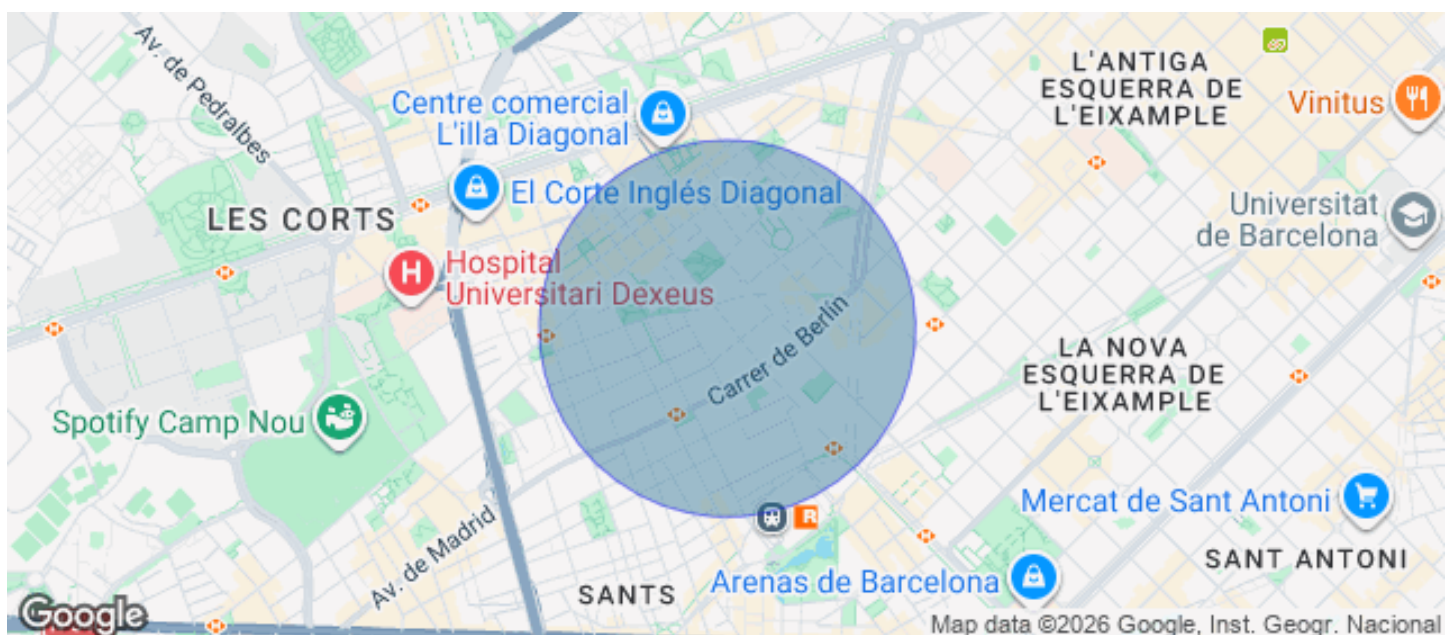 Av. de Pedralbes
Centre comercial
L'illa Diagonal
L'ANTIGA
ESQUERRA DE
L'EIXAMPLE
Vinitus
El Corte Inglés Diagonal
LES CORTS
Universitat
de Barcelona
H
Hospital
Universitari Dexeus
Carrer de Berlín
LA NOVA
ESQUERRA DE
L'EIXAMPLE
Spotify Camp Nou
Mercat de Sant Antoni
R
Av. de Madrid
SANT ANTONI
Arenas de Barcelona
SANTS
Google
Map data ©2026 Google, Inst. Geogr. Nacional